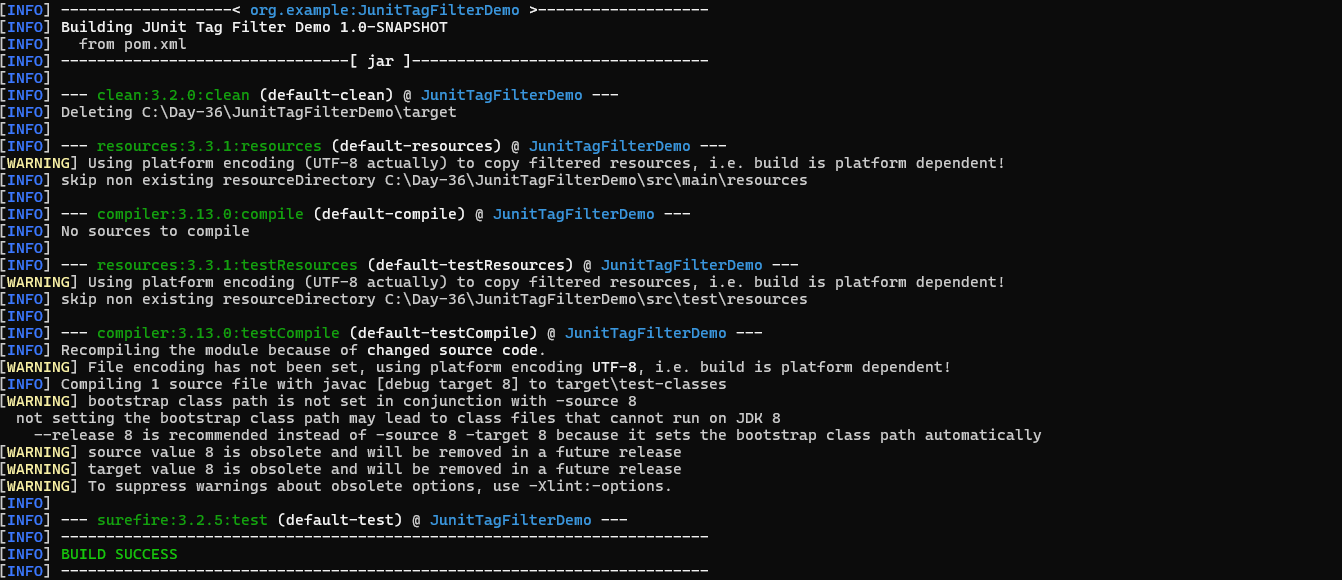 [INFO] -------------------< org.example:JunitTagFilterDemo >-------------------
[INFO] Building JUnit Tag Filter Demo 1.0-SNAPSHOT
[INFO]   from pom.xml
[INFO] --------------------------------[ jar ]---------------------------------
[INFO]
[INFO] --- clean:3.2.0:clean (default-clean) @ JunitTagFilterDemo ---
[INFO] Deleting C:\Day-36\JunitTagFilterDemo\target
[INFO]
[INFO] --- resources:3.3.1:resources (default-resources) @ JunitTagFilterDemo ---
[WARNING] Using platform encoding (UTF-8 actually) to copy filtered resources, i.e. build is platform dependent!
[INFO] skip non existing resourceDirectory C:\Day-36\JunitTagFilterDemo\src\main\resources
[INFO]
[INFO] --- compiler:3.13.0:compile (default-compile) @ JunitTagFilterDemo ---
[INFO] No sources to compile
[INFO]
[INFO] --- resources:3.3.1:testResources (default-testResources) @ JunitTagFilterDemo ---
[WARNING] Using platform encoding (UTF-8 actually) to copy filtered resources, i.e. build is platform dependent!
[INFO] skip non existing resourceDirectory C:\Day-36\JunitTagFilterDemo\src\test\resources
[INFO]
[INFO] --- compiler:3.13.0:testCompile (default-testCompile) @ JunitTagFilterDemo ---
[INFO] Recompiling the module because of changed source code.
[WARNING] File encoding has not been set, using platform encoding UTF-8, i.e. build is platform dependent!
[INFO] Compiling 1 source file with javac [debug target 8] to target\test-classes
[WARNING] bootstrap class path is not set in conjunction with -source 8
  not setting the bootstrap class path may lead to class files that cannot run on JDK 8
    --release 8 is recommended instead of -source 8 -target 8 because it sets the bootstrap class path automatically
[WARNING] source value 8 is obsolete and will be removed in a future release
[WARNING] target value 8 is obsolete and will be removed in a future release
[WARNING] To suppress warnings about obsolete options, use -Xlint:-options.
[INFO]
[INFO] --- surefire:3.2.5:test (default-test) @ JunitTagFilterDemo ---
[INFO] ------------------------------------------------------------------------
[INFO] BUILD SUCCESS
[INFO] ------------------------------------------------------------------------